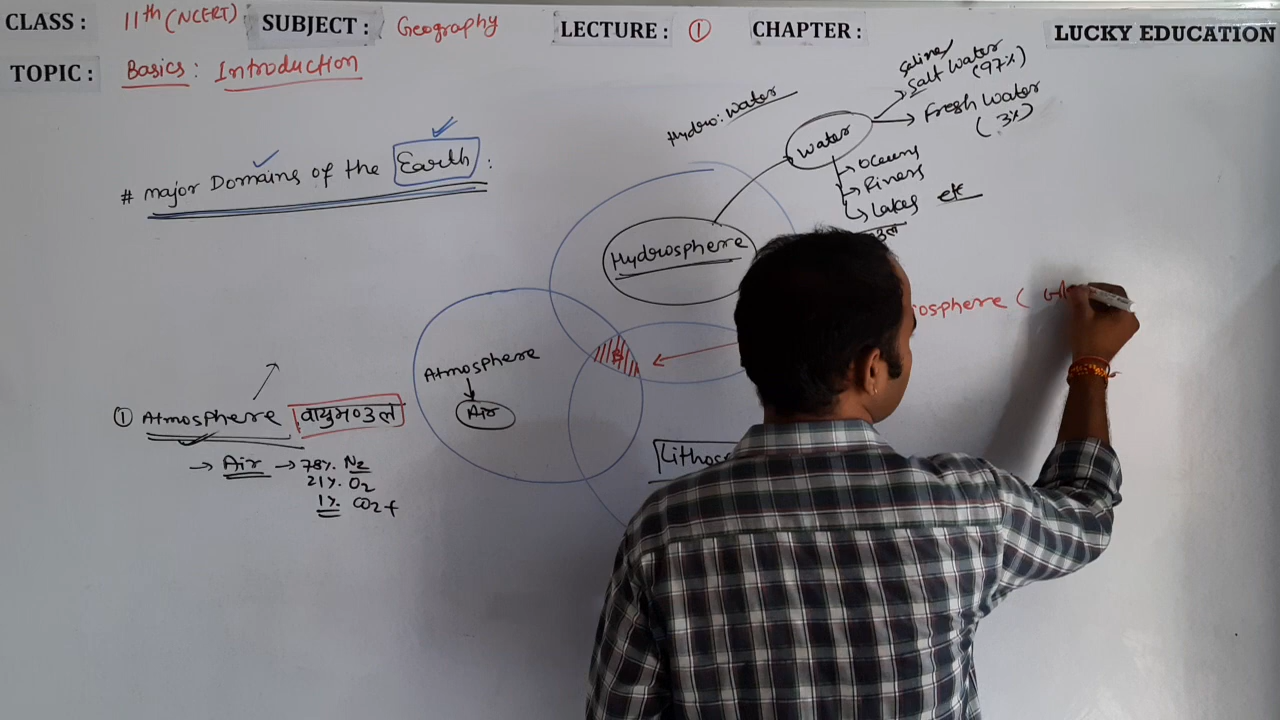 CLASS : 11th (NCERT) SUBJECT : Geography LECTURE : ① CHAPTER : LUCKY EDUCATION
TOPIC : Basics : Introduction
# major Domains of the Earth :
Hydro : Water
Water
Saline
Salt Water
(97%)
Fresh Water
(3%)
Rivers
Lakes etc
Hydrosphere
iosphere (
Atmosphere
Air
① Atmosphere वायुमण्डल
→ Air → 78% N2
21% O2
1% CO2 +
Lithos